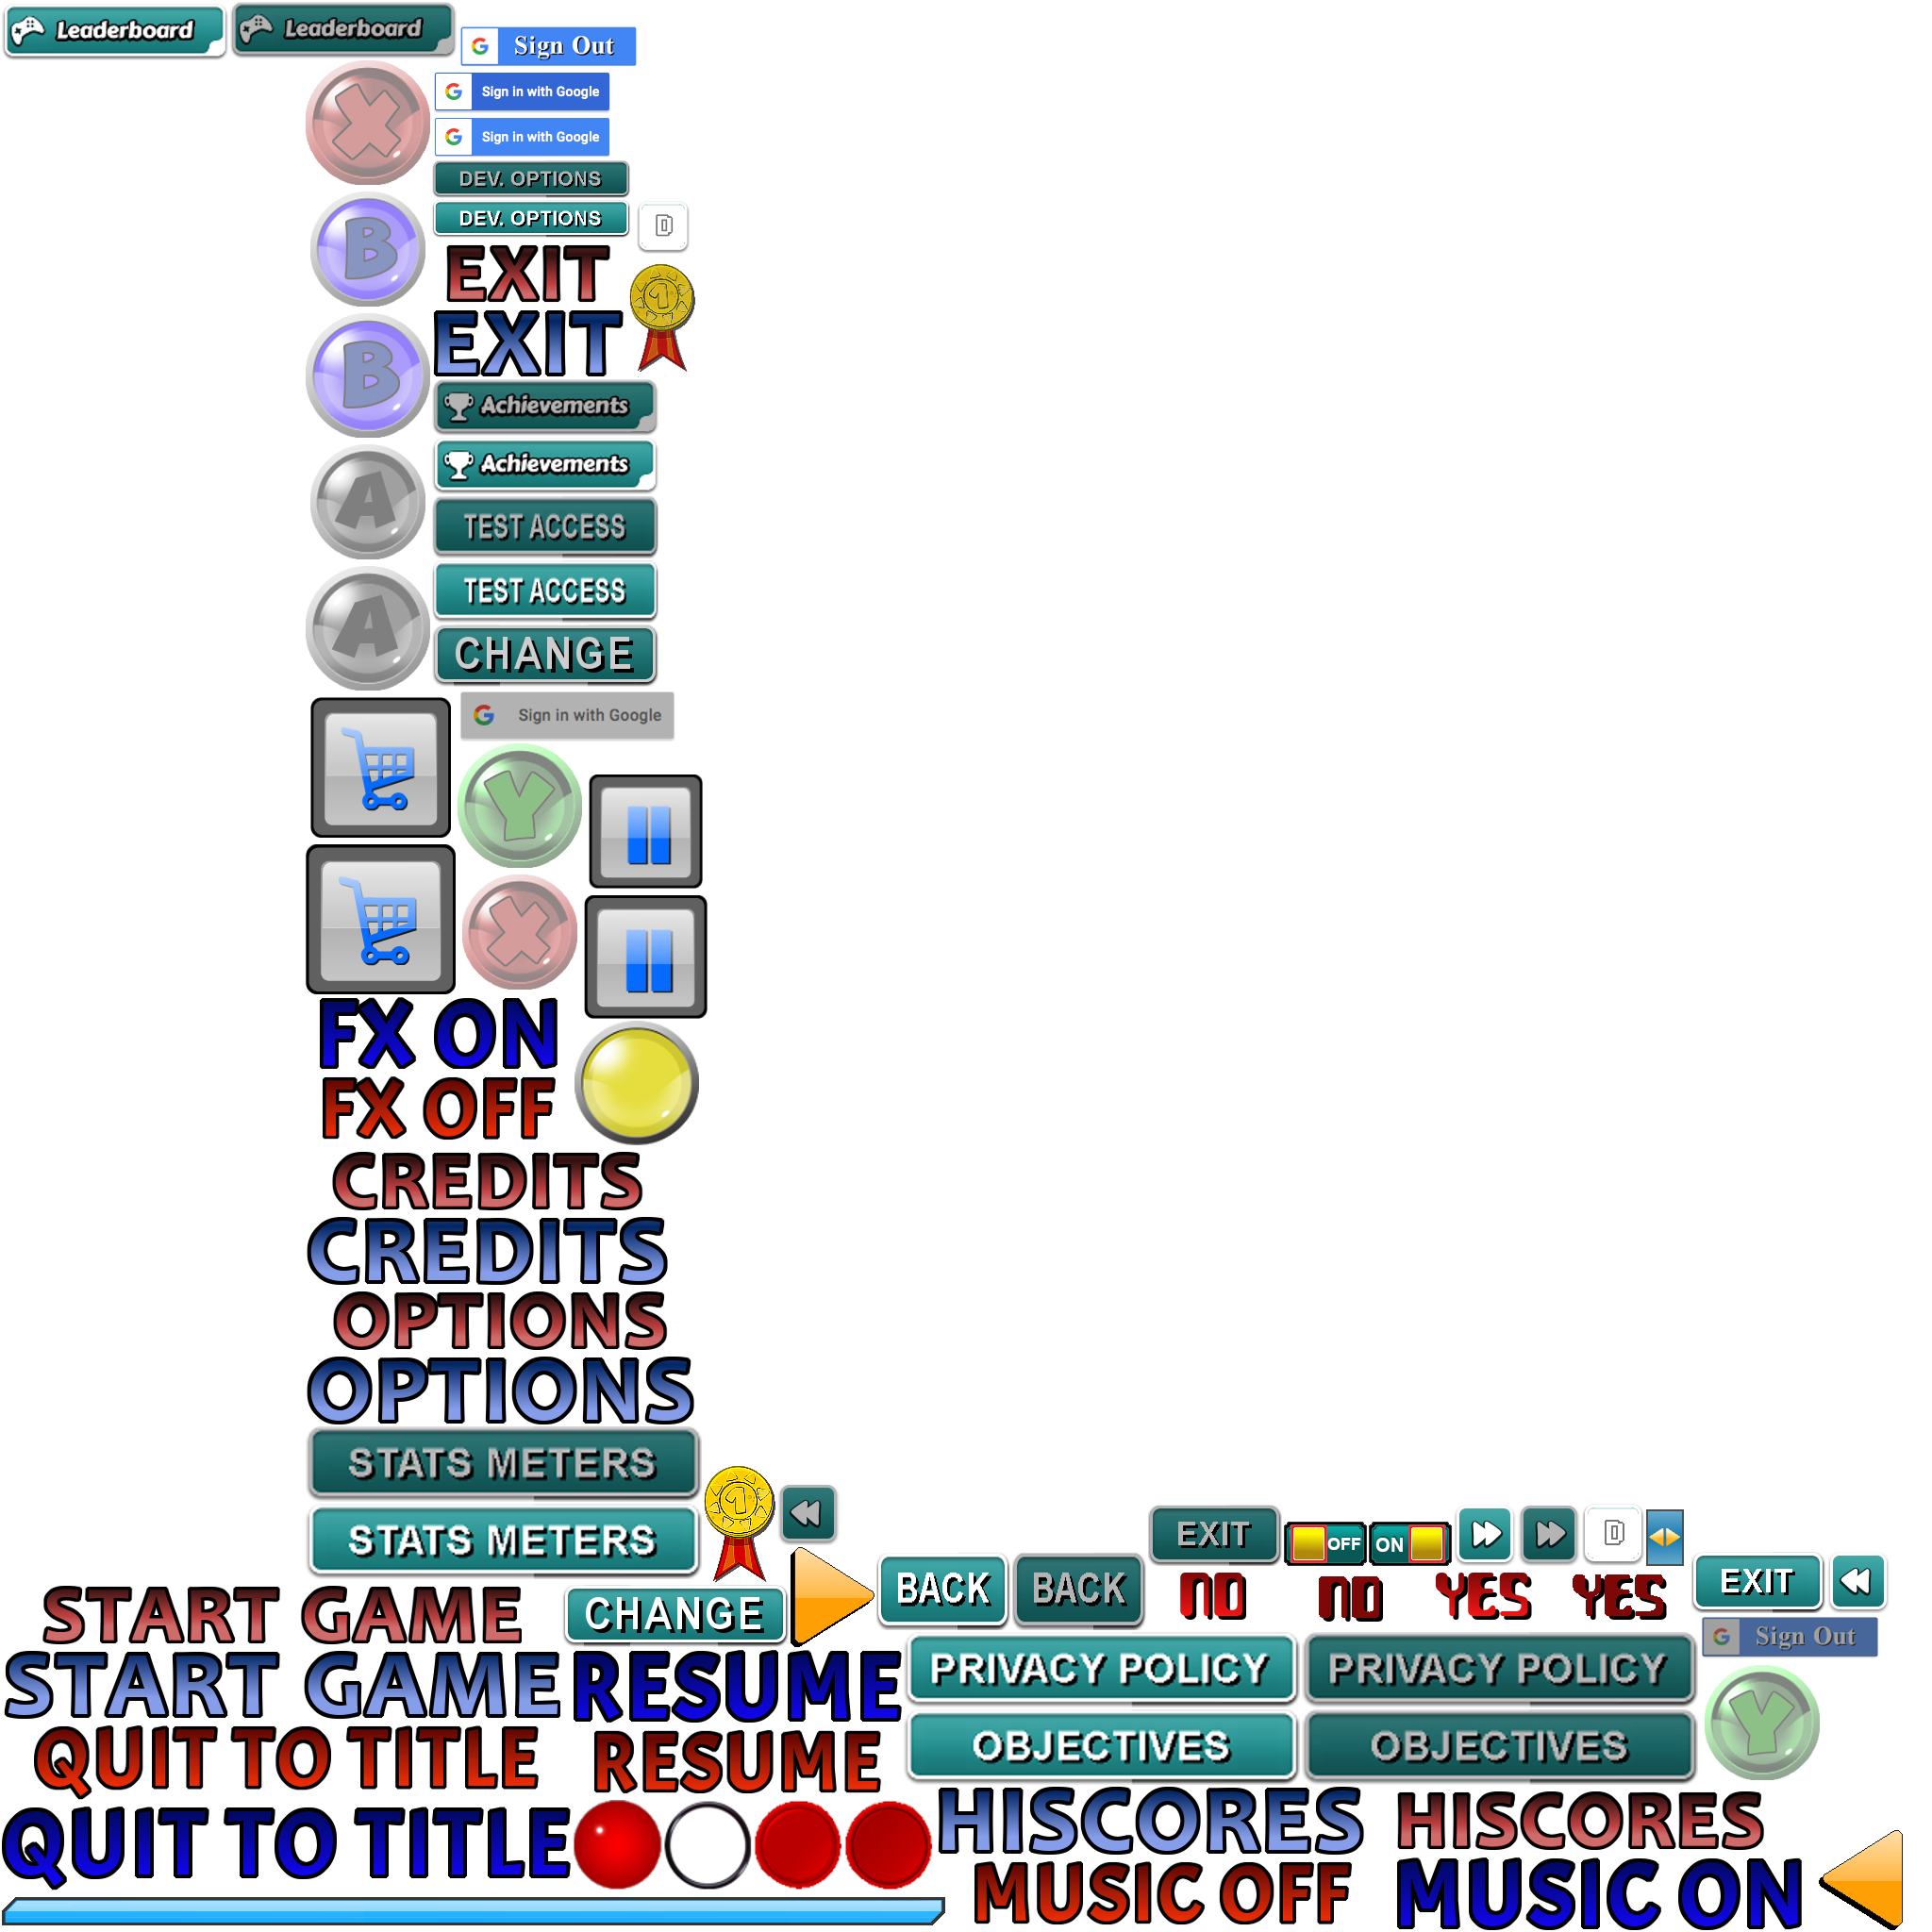 Leaderboard
Leaderboard
Sign Out
X
Sign in with Google
Sign in with Google
DEV. OPTIONS
DEV. OPTIONS
D
B
EXIT
1
EXIT
B
Achievements
Achievements
A
TEST ACCESS
TEST ACCESS
A
CHANGE
Sign in with Google
Y
X
FX ON
FX OFF
CREDITS
CREDITS
OPTIONS
OPTIONS
STATS METERS
1
STATS METERS
EXIT
OFF
ON
D
BACK
BACK
NO
NO
YES
YES
EXIT
START GAME
CHANGE
Sign Out
START GAME
RESUME
PRIVACY POLICY
PRIVACY POLICY
Y
QUIT TO TITLE
RESUME
OBJECTIVES
OBJECTIVES
QUIT TO TITLE
HISCORES
HISCORES
MUSIC OFF
MUSIC ON